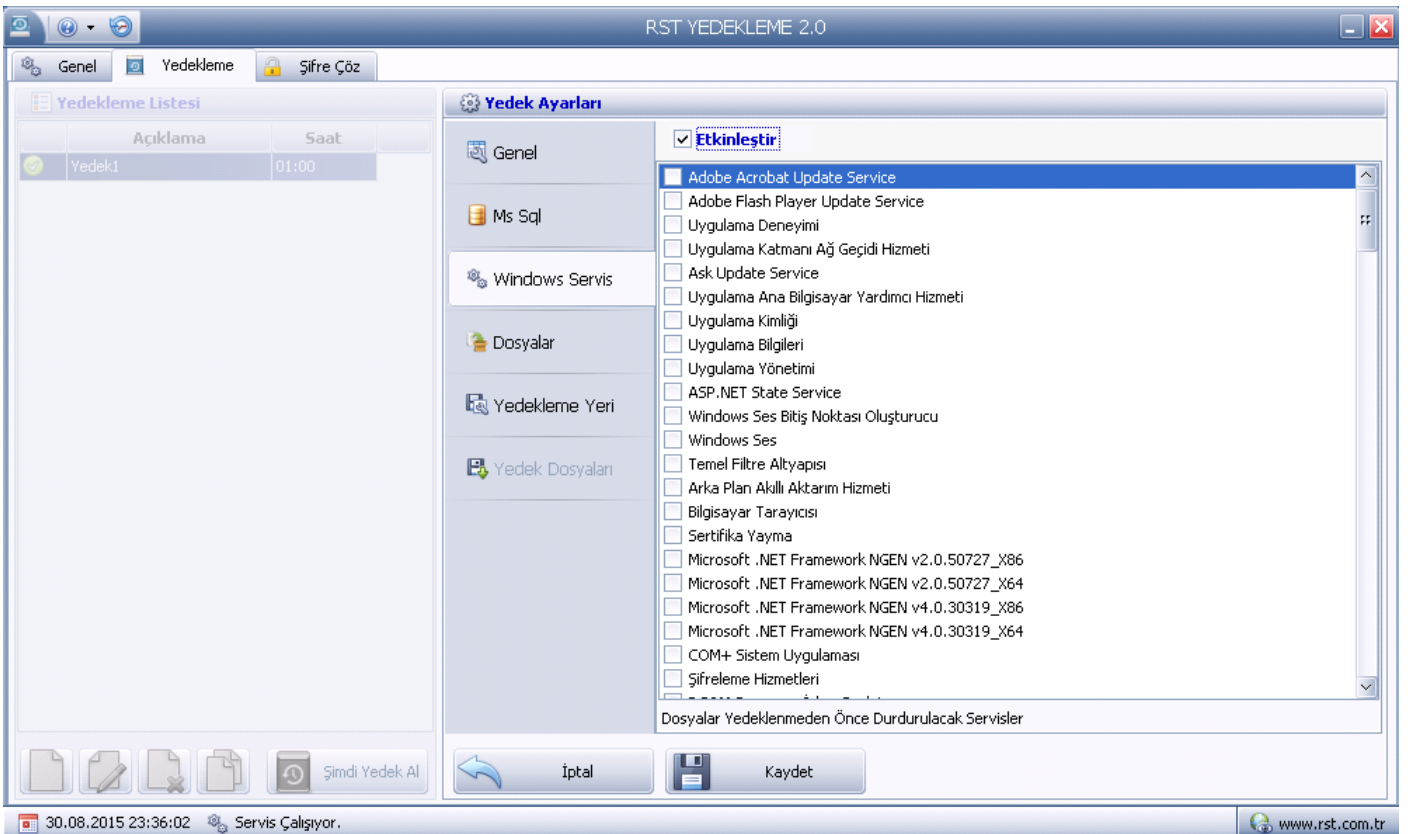 RST YEDEKLEME 2.0
Genel
Yedekleme
Şifre Çöz
Yedekleme Listesi
Açıklama Saat
Yedek1 01:00
Şimdi Yedek Al
Yedek Ayarları
Genel
Ms Sql
Windows Servis
Dosyalar
Yedekleme Yeri
Yedek Dosyaları
Etkinleştir
Adobe Acrobat Update Service
Adobe Flash Player Update Service
Uygulama Deneyimi
Uygulama Katmanı Ağ Geçidi Hizmeti
Ask Update Service
Uygulama Ana Bilgisayar Yardımcı Hizmeti
Uygulama Kimliği
Uygulama Bilgileri
Uygulama Yönetimi
ASP.NET State Service
Windows Ses Bitiş Noktası Oluşturucu
Windows Ses
Temel Filtre Altyapısı
Arka Plan Akıllı Aktarım Hizmeti
Bilgisayar Tarayıcısı
Sertifika Yayma
Microsoft .NET Framework NGEN v2.0.50727_X86
Microsoft .NET Framework NGEN v2.0.50727_X64
Microsoft .NET Framework NGEN v4.0.30319_X86
Microsoft .NET Framework NGEN v4.0.30319_X64
COM+ Sistem Uygulaması
Şifreleme Hizmetleri
Dosyalar Yedeklenmeden Önce Durdurulacak Servisler
İptal
Kaydet
30.08.2015 23:36:02
Servis Çalışıyor.
www.rst.com.tr